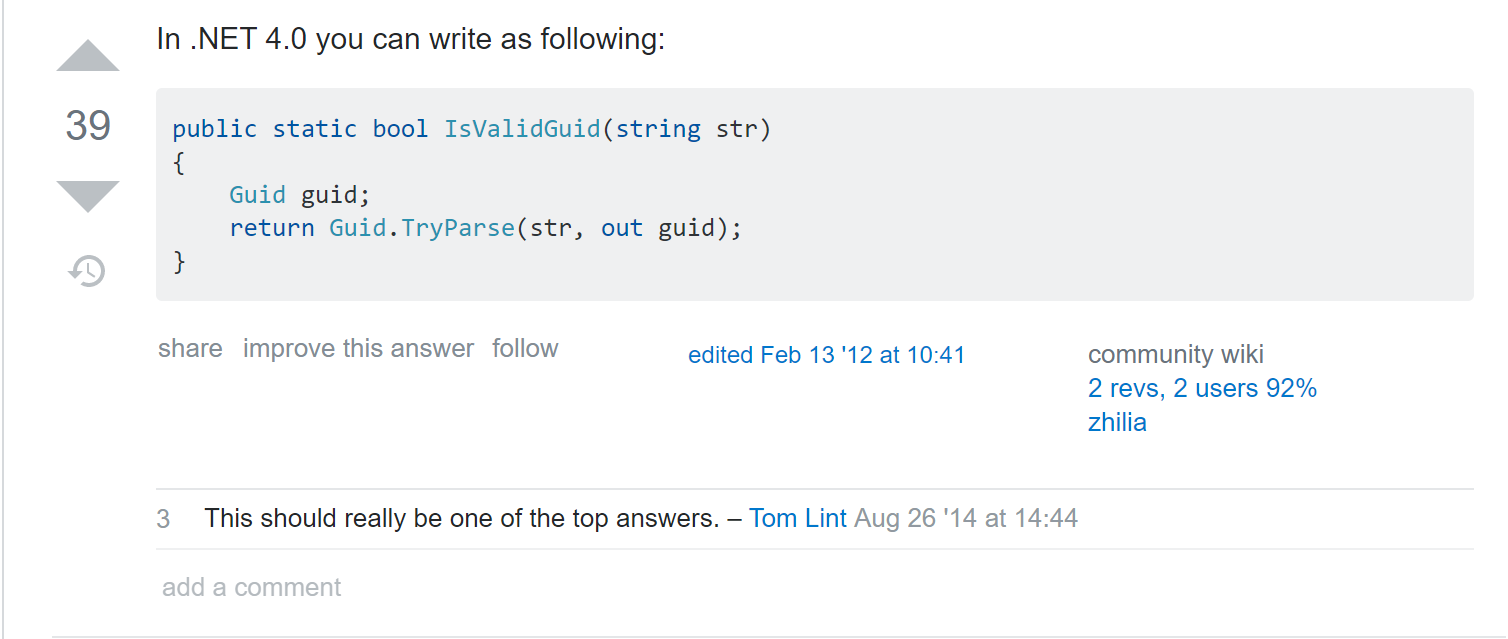 In .NET 4.0 you can write as following:
39
public static bool IsValidGuid(string str)
{
    Guid guid;
    return Guid.TryParse(str, out guid);
}
share improve this answer follow
edited Feb 13 '12 at 10:41
community wiki
2 revs, 2 users 92%
zhilia
3 This should really be one of the top answers. – Tom Lint Aug 26 '14 at 14:44
add a comment